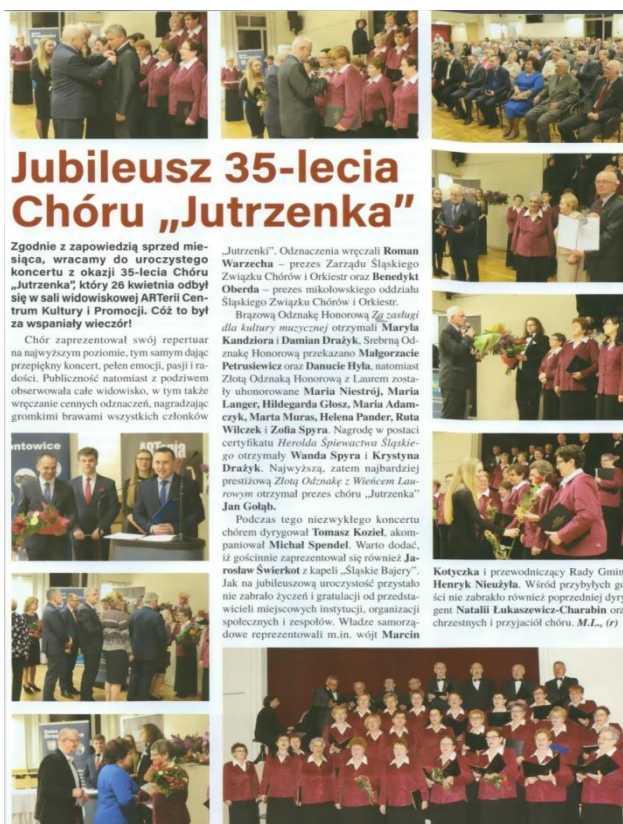 Jubileusz 35-lecia
Chóru „Jutrzenka”
Zgodnie z zapowiedzią sprzed mie-
siąca, wracamy do uroczystego
koncertu z okazji 35-lecia Chóru
„Jutrzenka”, który 26 kwietnia odbył
się w sali widowiskowej ARTerii Cen-
trum Kultury i Promocji. Cóż to był
za wspaniały wieczór!
Chór zaprezentował swój repertuar
na najwyższym poziomie, tym samym dając
przepiękny koncert, pełen emocji, pasji i ra-
dości. Publiczność natomiast z podziwem
obserwowała całe widowisko, w tym także
wręczanie cennych odznaczeń, nagradzając
gromkimi brawami wszystkich członków
„Jutrzenki”. Odznaczenia wręczali Roman
Warzecha – prezes Zarządu Śląskiego
Związku Chórów i Orkiestr oraz Benedykt
Oberda – prezes mikołowskiego oddziału
Śląskiego Związku Chórów i Orkiestr.
Brązową Odznakę Honorową Za zasługi
dla kultury muzycznej otrzymali Maryla
Kandziora i Damian Drażyk, Srebrną Od-
znakę Honorową przekazano Małgorzacie
Petrusiewicz oraz Danucie Hyła, natomiast
Złotą Odznaką Honorową z Laurem zosta-
ły uhonorowane Maria Niestrój, Maria
Langer, Hildegarda Głosz, Maria Adam-
czyk, Marta Muras, Helena Pander, Ruta
Wilczek i Zofia Spyra. Nagrodę w postaci
certyfikatu Herolda Śpiewactwa Śląskie-
go otrzymały Wanda Spyra i Krystyna
Drażyk. Najwyższą, zatem najbardziej
prestiżową Złotą Odznakę z Wieńcem Lau-
rowym otrzymał prezes chóru „Jutrzenka”
Jan Gołąb.
Podczas tego niezwykłego koncertu
chórem dyrygował Tomasz Kozieł, akom-
paniował Michał Spendel. Warto dodać,
iż gościnnie zaprezentował się również Ja-
rosław Świerkot z kapeli „Śląskie Bajery”.
Jak na jubileuszową uroczystość przystało
nie zabrało życzeń i gratulacji od przedsta-
wicieli miejscowych instytucji, organizacji
społecznych i zespołów. Władze samorzą-
dowe reprezentowali m.in. wójt Marcin
Kotyczka i przewodniczący Rady Gmin
Henryk Nieużyła. Wśród przybyłych go
ści nie zabrakło również poprzedniej dyry
gent Natalii Łukaszewicz-Charabin ora
chrzestnych i przyjaciół chóru. M.L., (r)
ontowice